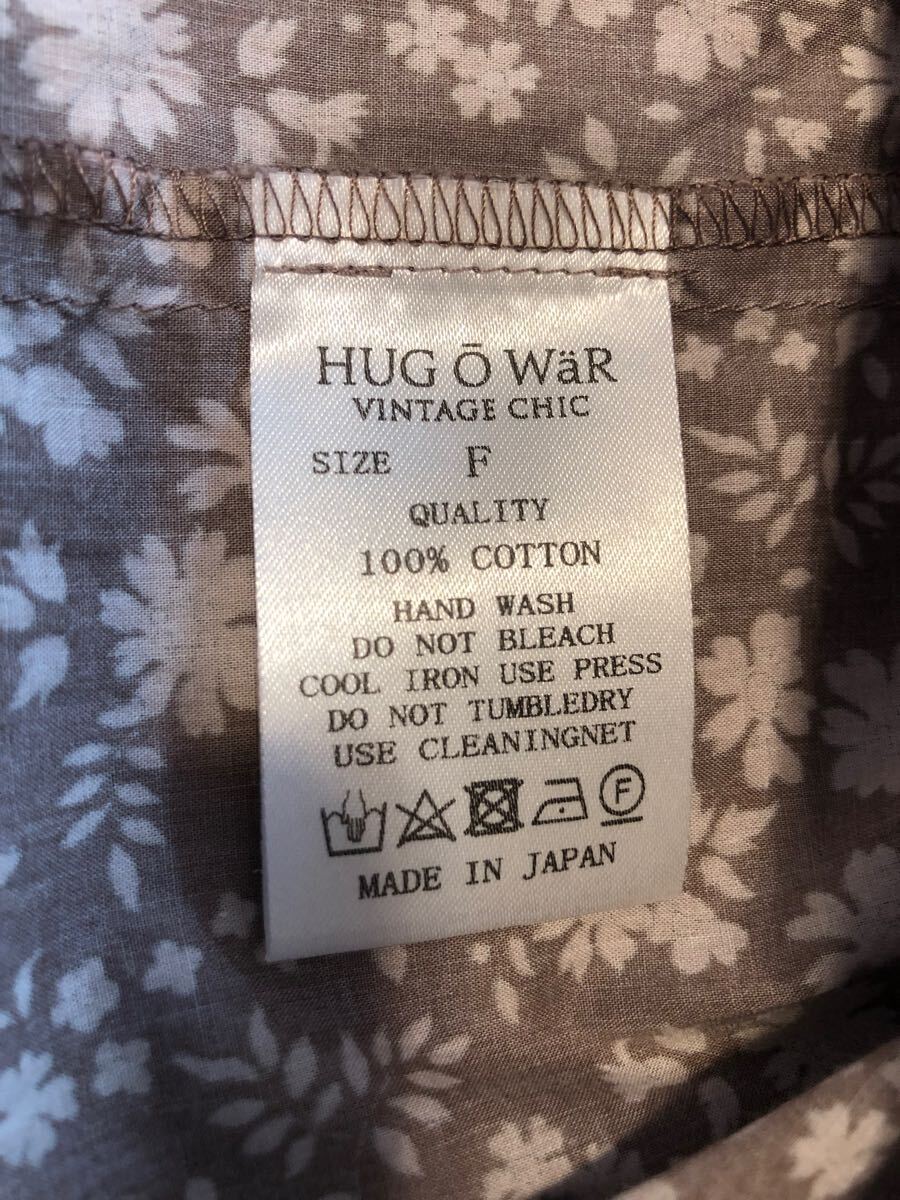 HUG Ō WäR
VINTAGE CHIC
SIZE F
QUALITY
100% COTTON
HAND WASH
DO NOT BLEACH
COOL IRON USE PRESS
DO NOT TUMBLEDRY
USE CLEANINGNET
F
MADE IN JAPAN